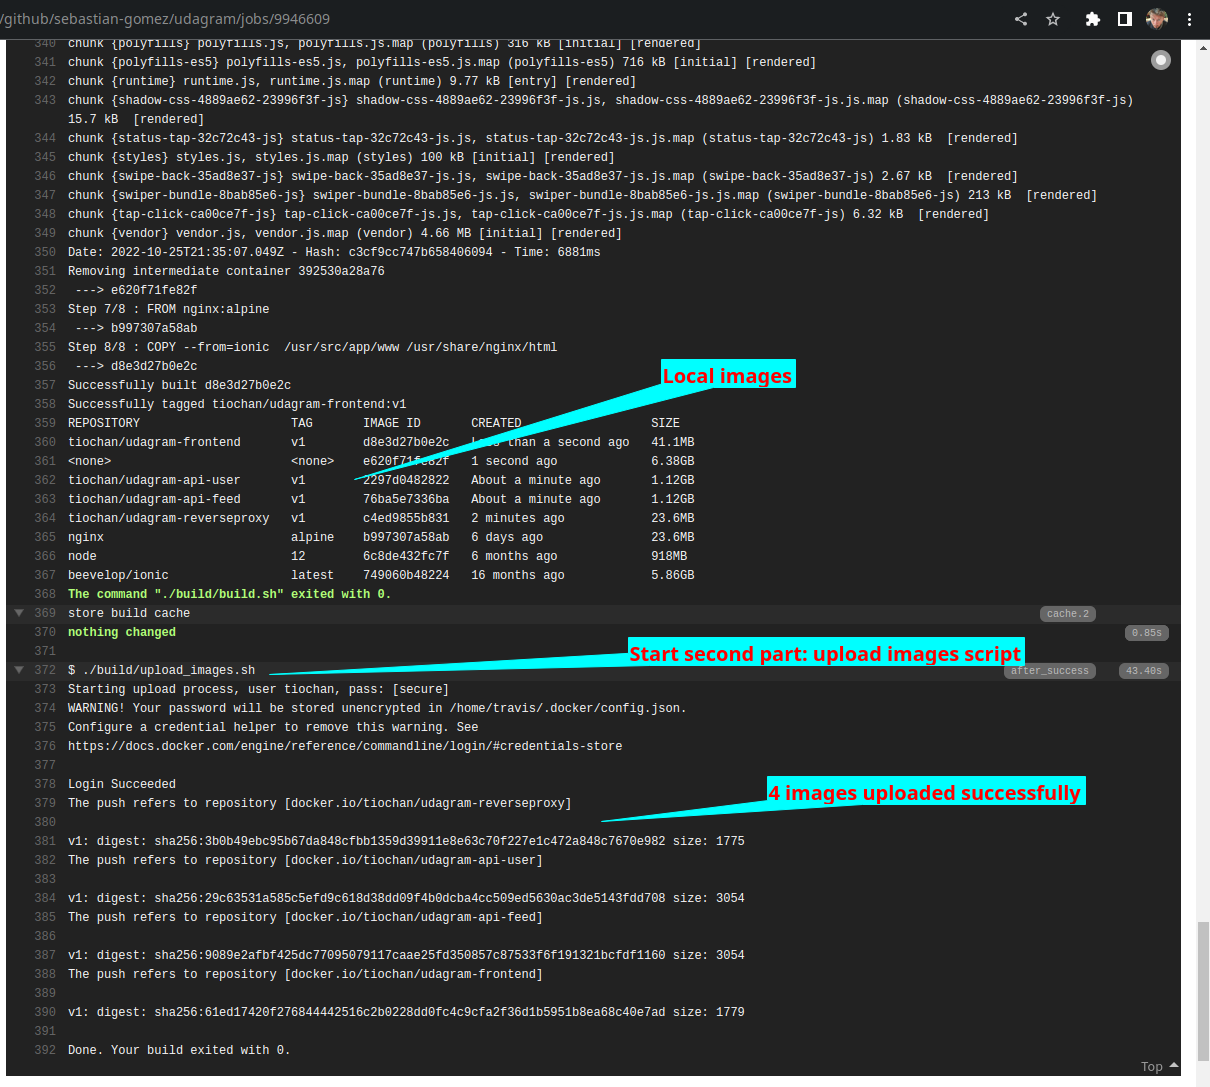 /github/sebastian-gomez/udagram/jobs/9946609
340 chunk {polyfills} polyfills.js, polyfills.js.map (polyfills) 316 kB [initial] [rendered]
341 chunk {polyfills-es5} polyfills-es5.js, polyfills-es5.js.map (polyfills-es5) 716 kB [initial] [rendered]
342 chunk {runtime} runtime.js, runtime.js.map (runtime) 9.77 kB [entry] [rendered]
343 chunk {shadow-css-4889ae62-23996f3f-js} shadow-css-4889ae62-23996f3f-js.js, shadow-css-4889ae62-23996f3f-js.js.map (shadow-css-4889ae62-23996f3f-js)
15.7 kB  [rendered]
344 chunk {status-tap-32c72c43-js} status-tap-32c72c43-js.js, status-tap-32c72c43-js.js.map (status-tap-32c72c43-js) 1.83 kB  [rendered]
345 chunk {styles} styles.js, styles.js.map (styles) 100 kB [initial] [rendered]
346 chunk {swipe-back-35ad8e37-js} swipe-back-35ad8e37-js.js, swipe-back-35ad8e37-js.js.map (swipe-back-35ad8e37-js) 2.67 kB  [rendered]
347 chunk {swiper-bundle-8bab85e6-js} swiper-bundle-8bab85e6-js.js, swiper-bundle-8bab85e6-js.js.map (swiper-bundle-8bab85e6-js) 213 kB  [rendered]
348 chunk {tap-click-ca00ce7f-js} tap-click-ca00ce7f-js.js, tap-click-ca00ce7f-js.js.map (tap-click-ca00ce7f-js) 6.32 kB  [rendered]
349 chunk {vendor} vendor.js, vendor.js.map (vendor) 4.66 MB [initial] [rendered]
350 Date: 2022-10-25T21:35:07.049Z - Hash: c3cf9cc747b658406094 - Time: 6881ms
351 Removing intermediate container 392530a28a76
352  ---> e620f71fe82f
353 Step 7/8 : FROM nginx:alpine
354  ---> b997307a58ab
355 Step 8/8 : COPY --from=ionic  /usr/src/app/www /usr/share/nginx/html
356  ---> d8e3d27b0e2c
Local images
357 Successfully built d8e3d27b0e2c
358 Successfully tagged tiochan/udagram-frontend:v1
359 REPOSITORY TAG IMAGE ID CREATED SIZE
360 tiochan/udagram-frontend v1 d8e3d27b0e2c Less than a second ago 41.1MB
361 <none> <none> e620f71fe82f 1 second ago 6.38GB
362 tiochan/udagram-api-user v1 2297d0482822 About a minute ago 1.12GB
363 tiochan/udagram-api-feed v1 76ba5e7336ba About a minute ago 1.12GB
364 tiochan/udagram-reverseproxy v1 c4ed9855b831 2 minutes ago 23.6MB
365 nginx alpine b997307a58ab 6 days ago 23.6MB
366 node 12 6c8de432fc7f 6 months ago 918MB
367 beevelop/ionic latest 749060b48224 16 months ago 5.86GB
368 The command "./build/build.sh" exited with 0.
369 store build cache cache.2
370 nothing changed 0.85s
371
Start second part: upload images script
372 $ ./build/upload_images.sh after_success 43.40s
373 Starting upload process, user tiochan, pass: [secure]
374 WARNING! Your password will be stored unencrypted in /home/travis/.docker/config.json.
375 Configure a credential helper to remove this warning. See
376 https://docs.docker.com/engine/reference/commandline/login/#credentials-store
377
378 Login Succeeded
4 images uploaded successfully
379 The push refers to repository [docker.io/tiochan/udagram-reverseproxy]
380
381 v1: digest: sha256:3b0b49ebc95b67da848cfbb1359d39911e8e63c70f227e1c472a848c7670e982 size: 1775
382 The push refers to repository [docker.io/tiochan/udagram-api-user]
383
384 v1: digest: sha256:29c63531a585c5efd9c618d38dd09f4b0dcba4cc509ed5630ac3de5143fdd708 size: 3054
385 The push refers to repository [docker.io/tiochan/udagram-api-feed]
386
387 v1: digest: sha256:9089e2afbf425dc77095079117caae25fd350857c87533f6f191321bcfdf1160 size: 3054
388 The push refers to repository [docker.io/tiochan/udagram-frontend]
389
390 v1: digest: sha256:61ed17420f276844442516c2b0228dd0fc4c9cfa2f36d1b5951b8ea68c40e7ad size: 1779
391
392 Done. Your build exited with 0.
Top